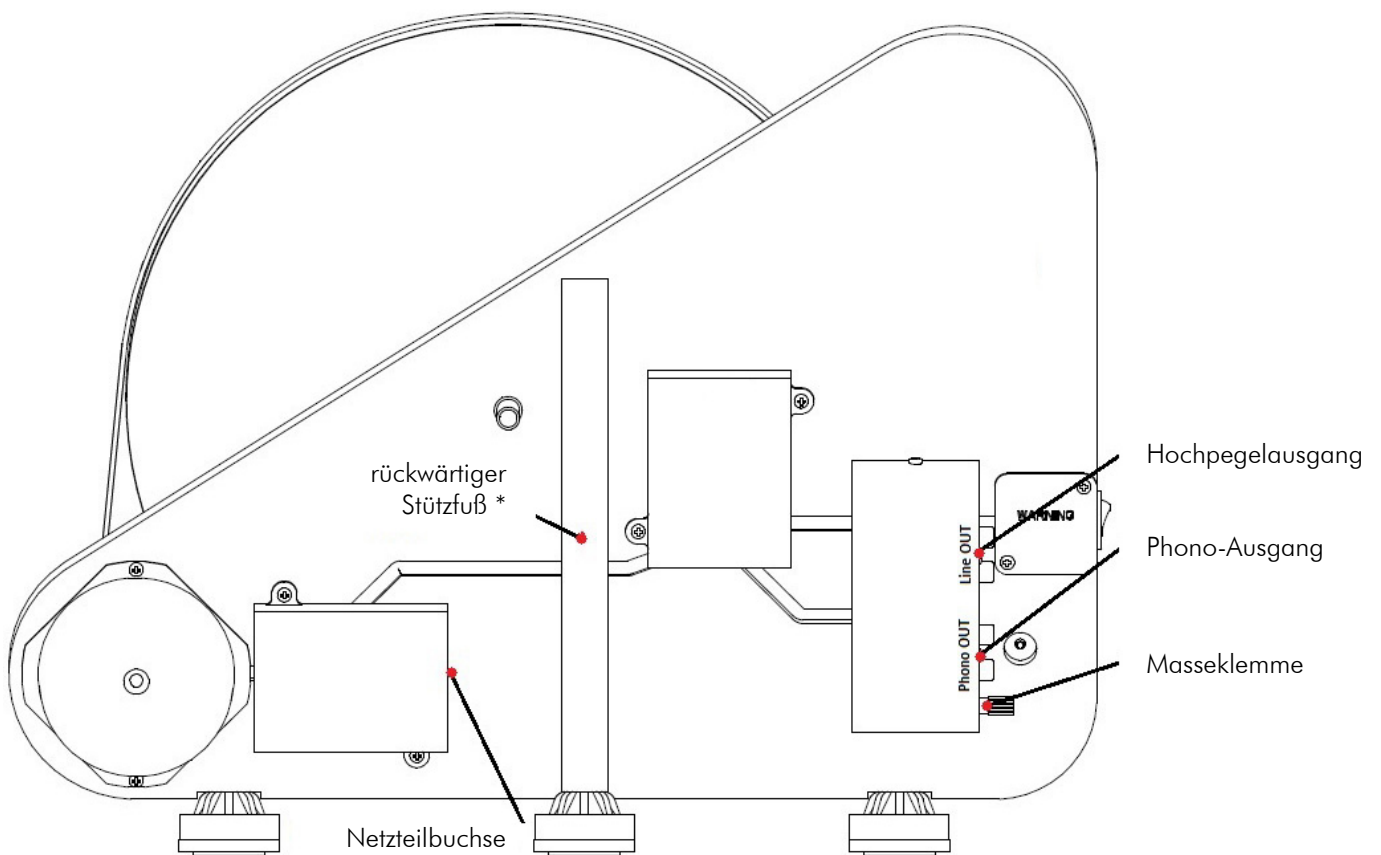 rückwärtiger
Stützfuß *
Hochpegelausgang
WARNING
Line OUT
Phono-Ausgang
Phono OUT
Masseklemme
Netzteilbuchse